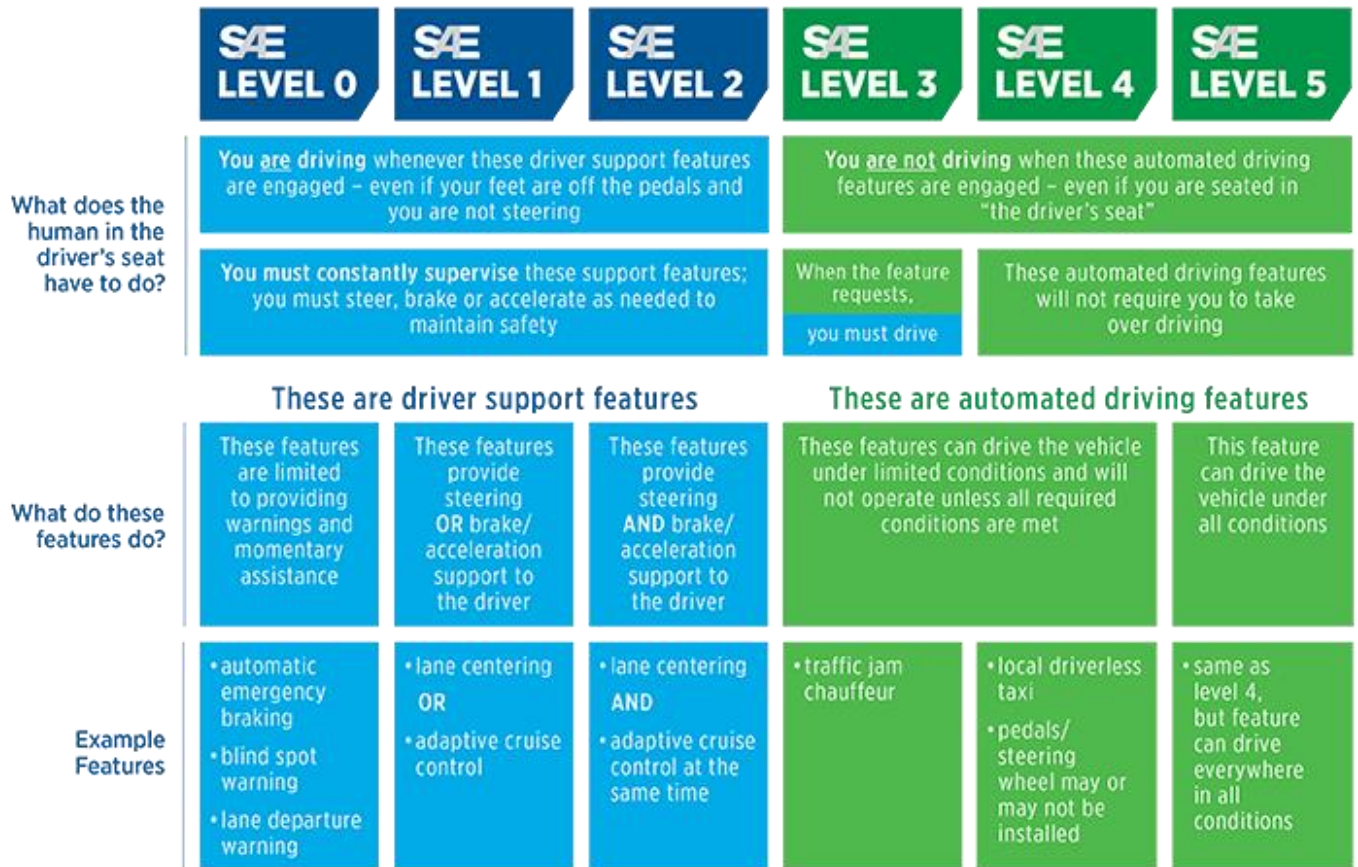 SAE
LEVEL 0
SAE
LEVEL 1
SAE
LEVEL 2
SAE
LEVEL 3
SAE
LEVEL 4
SAE
LEVEL 5
What does the
human in the
driver's seat
have to do?
You are driving whenever these driver support features
are engaged – even if your feet are off the pedals and
you are not steering
You are not driving when these automated driving
features are engaged – even if you are seated in
"the driver's seat"
You must constantly supervise these support features;
you must steer, brake or accelerate as needed to
maintain safety
When the feature
requests,
you must drive
These automated driving features
will not require you to take
over driving
These are driver support features
These are automated driving features
What do these
features do?
These features
are limited
to providing
warnings and
momentary
assistance
These features
provide
steering
OR brake/
acceleration
support to
the driver
These features
provide
steering
AND brake/
acceleration
support to
the driver
These features can drive the vehicle
under limited conditions and will
not operate unless all required
conditions are met
This feature
can drive the
vehicle under
all conditions
Example
Features
•automatic
emergency
braking
•blind spot
warning
•lane departure
warning
•lane centering
OR
•adaptive cruise
control
•lane centering
AND
•adaptive cruise
control at the
same time
•traffic jam
chauffeur
•local driverless
taxi
•pedals/
steering
wheel may or
may not be
installed
•same as
level 4,
but feature
can drive
everywhere
in all
conditions